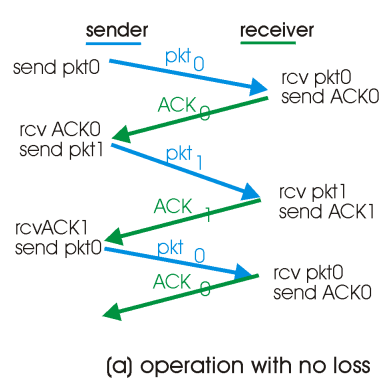 sender receiver
send pkt0
pkt 0
rcv pkt0
send ACK0
ACK 0
rcv ACK0
send pkt1
pkt 1
rcv pkt1
send ACK1
ACK 1
rcvACK1
send pkt0
pkt 0
rcv pkt0
send ACK0
ACK 0
(a) operation with no loss